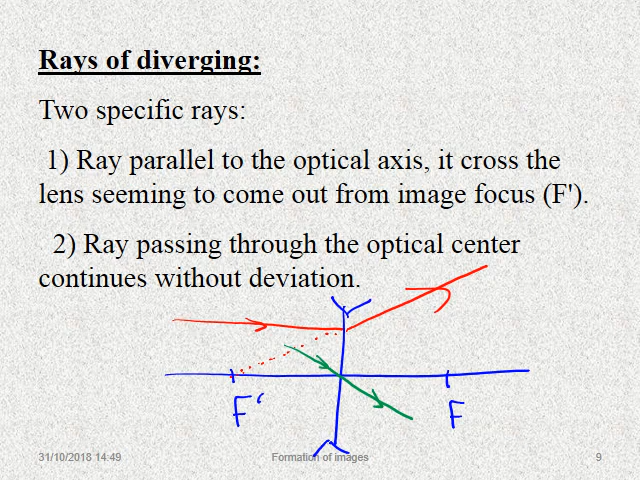 Rays of diverging:
Two specific rays:
1) Ray parallel to the optical axis, it cross the
lens seeming to come out from image focus (F').
2) Ray passing through the optical center
continues without deviation.
F' F
31/10/2018 14:49 Formation of images 9